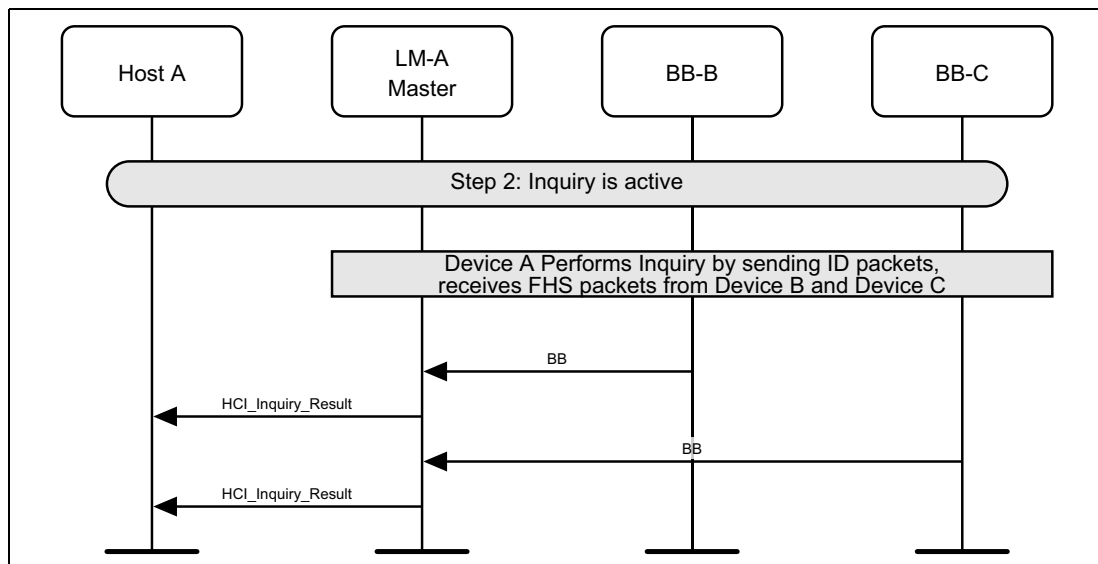 Host A
LM-A
Master
BB-B
BB-C
Step 2: Inquiry is active
Device A Performs Inquiry by sending ID packets,
receives FHS packets from Device B and Device C
BB
HCI_Inquiry_Result
BB
HCI_Inquiry_Result